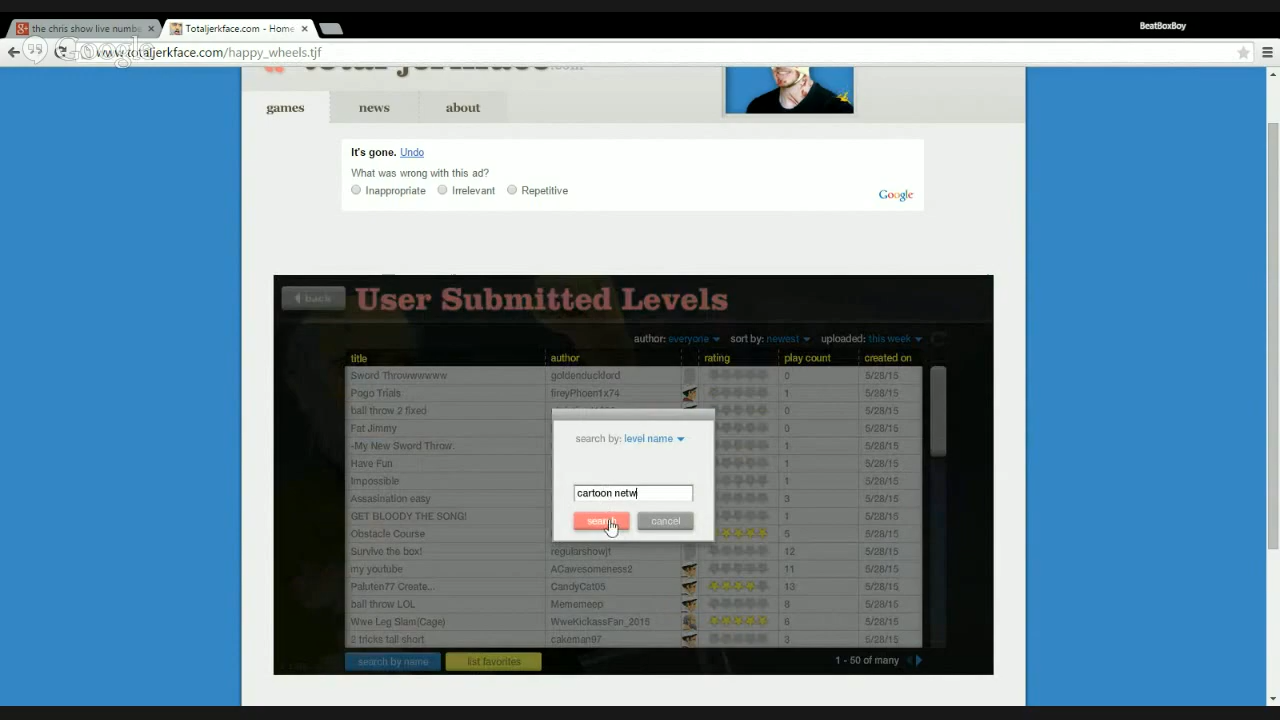 BeatBoxBoy
the chris show live numb
Totaljerkface.com - Home
Google
www.totaljerkface.com/happy_wheels.tjf
games news about
It's gone. Undo
What was wrong with this ad?
Inappropriate Irrelevant Repetitive
Google
back User Submitted Levels
author: everyone sort by: newest uploaded: this week
title author rating play count created on
Sword Throwwwwww goldenducklord 0 5/28/15
Pogo Trials 1 5/28/15
ball throw 2 fixed 0 5/28/15
Fat Jimmy 0 5/28/15
-My New Sword Throw. 1 5/28/15
Have Fun 1 5/28/15
Impossible 1 5/28/15
Assasination easy 3 5/28/15
GET BLOODY THE SONG! 1 5/28/15
Obstacle Course 5 5/28/15
Survive the box! regularshowjt 12 5/28/15
my youtube ACawesomeness2 11 5/28/15
Paluten77 Create... CandyCat05 13 5/28/15
ball throw LOL Mememeep 8 5/28/15
Wwe Leg Slam(Cage) WweKickassFan_2015 6 5/28/15
2 tricks tall short cakeman97 3 5/28/15
search by: level name
cartoon netw
search cancel
search by name list favorites 1 - 50 of many